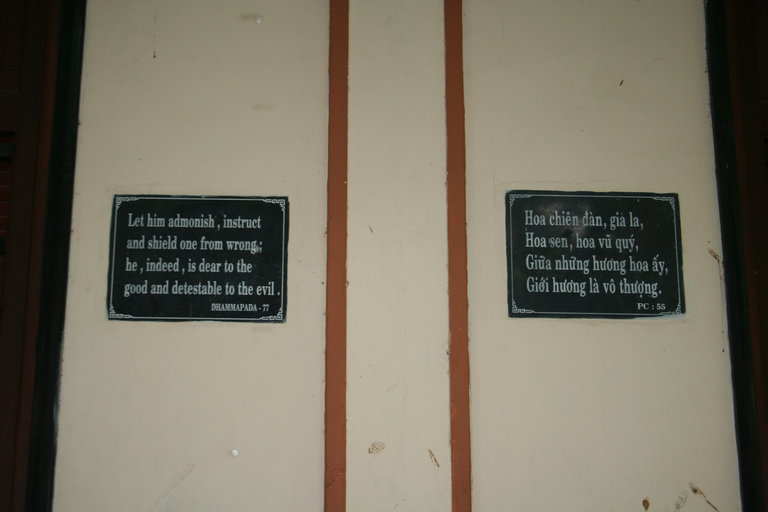 Let him admonish , instruct
and shield one from wrong ;
he , indeed , is dear to the
good and detestable to the evil .
DHAMMAPADA - 77
Hoa chiên đàn, già la,
Hoa sen, hoa vũ quý,
Giữa những hương hoa ấy,
Giới hương là vô thượng.
PC : 55